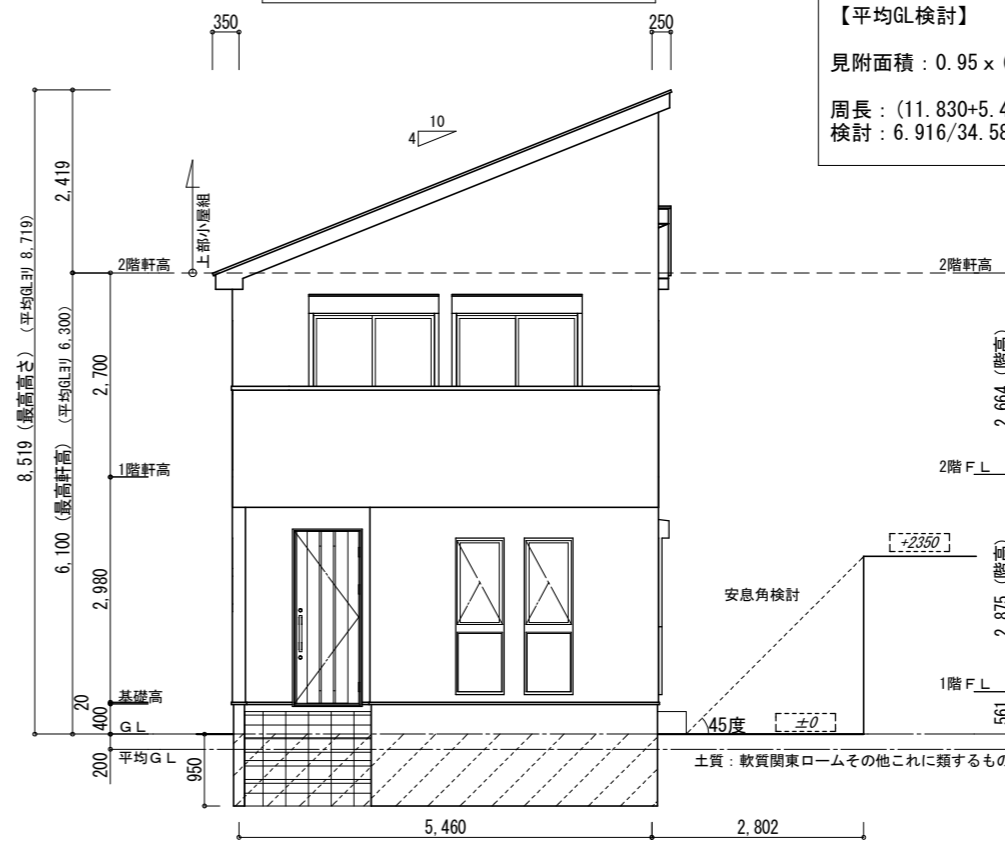 350
250
【平均GL検討】
見附面積：0.95 x (
周長：(11.830+5.4
検討：6.916/34.58
10
4
2,419
上部小屋組
8,519 (最高高さ) (平均GLヨリ 8,719)
6,100 (最高軒高) (平均GLヨリ 6,300)
2階軒高
2階軒高
2,700
1階軒高
2,980
2,664 (階高)
2階ＦＬ
+2350
安息角検討
2,875 (階高)
1階ＦＬ
561
20
基礎高
400
ＧＬ
200
平均ＧＬ
950
45度
±0
土質：軟質関東ロームその他これに類するもの
5,460
2,802